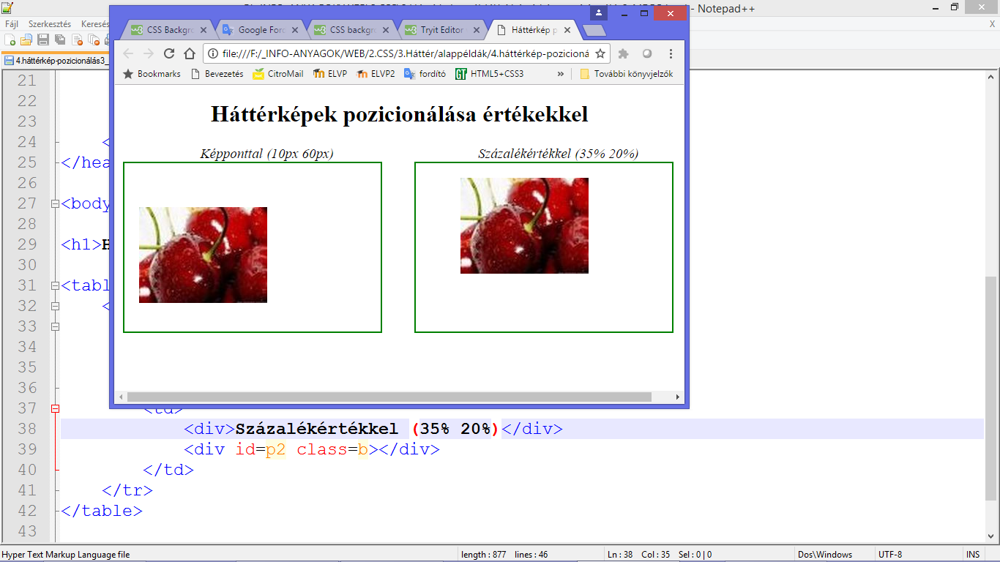 - Notepad++
Fájl Szerkesztés Keresés
X
4.háttérkép-pozicionálás3_
CSS Backgro
Google Ford
CSS backgro
Tryit Editor
Háttérkép p
file:///F:/_INFO-ANYAGOK/WEB/2.CSS/3.Háttér/alappéldák/4.háttérkép-pozicioná
Bookmarks Bevezetés CitroMail ELVP ELVP2 fordító HTML5+CSS3 » További könyvjelzők
Háttérképek pozicionálása értékekkel
Képponttal (10px 60px)
Százalékértékkel (35% 20%)
21
22
23
24 <
25 </hea
26
27 <body
28
29 <h1>H
30
31 <tabl
32 <
33
34
35
36
37 <td>
38 <div>Százalékértékkel (35% 20%)</div>
39 <div id=p2 class=b></div>
40 </td>
41 </tr>
42 </table>
43
Hyper Text Markup Language file length : 877 lines : 46 Ln : 38 Col : 35 Sel : 0 | 0 Dos\Windows UTF-8 INS